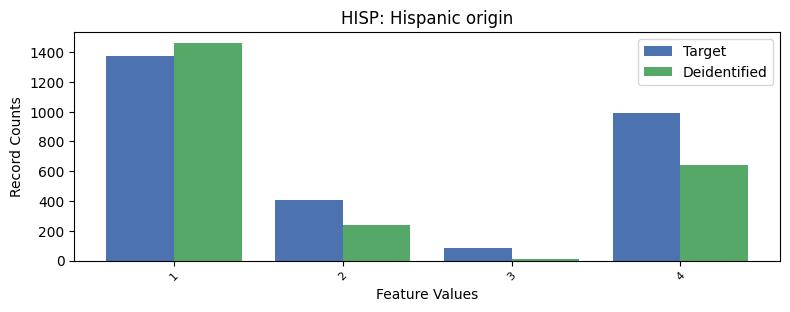 HISP: Hispanic origin
Record Counts
1400
1200
1000
800
600
400
200
0
Target
Deidentified
1 2 3 4
Feature Values